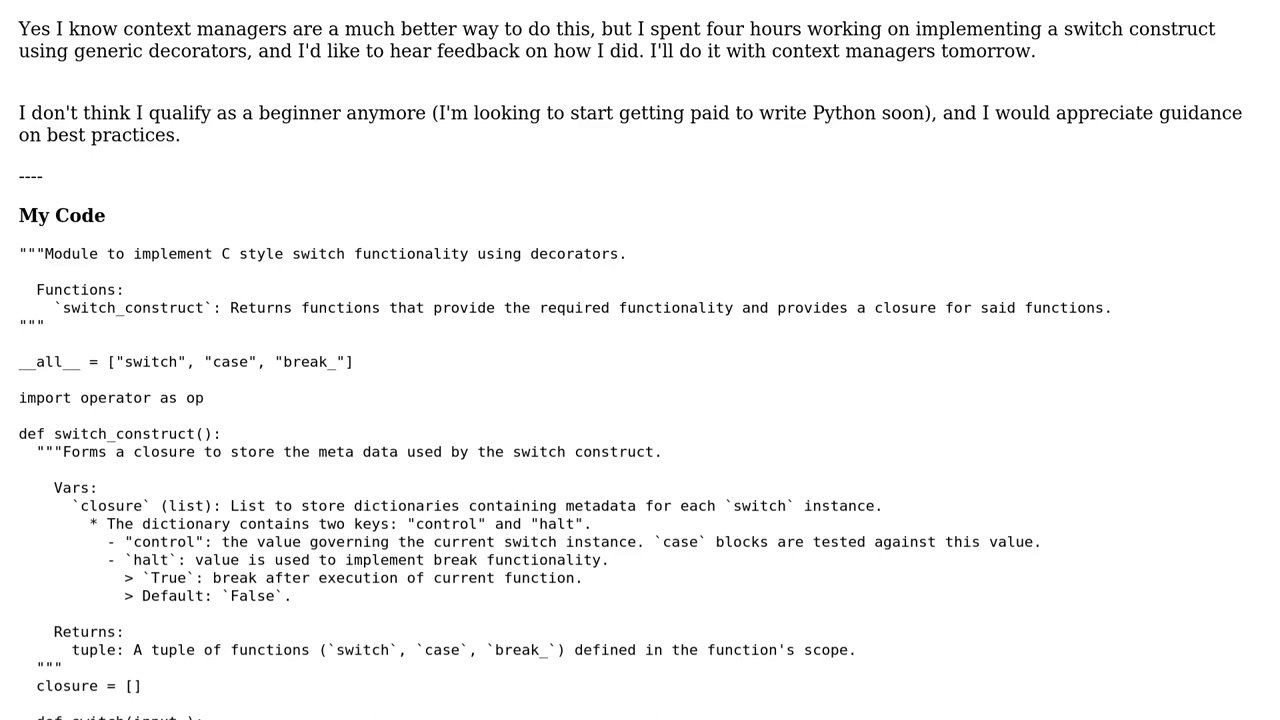 Yes I know context managers are a much better way to do this, but I spent four hours working on implementing a switch construct
using generic decorators, and I'd like to hear feedback on how I did. I'll do it with context managers tomorrow.
I don't think I qualify as a beginner anymore (I'm looking to start getting paid to write Python soon), and I would appreciate guidance
on best practices.
----
My Code
"""Module to implement C style switch functionality using decorators.
Functions:
`switch_construct`: Returns functions that provide the required functionality and provides a closure for said functions.
"""
__all__ = ["switch", "case", "break_"]
import operator as op
def switch_construct():
"""Forms a closure to store the meta data used by the switch construct.
Vars:
`closure` (list): List to store dictionaries containing metadata for each `switch` instance.
* The dictionary contains two keys: "control" and "halt".
- "control": the value governing the current switch instance. `case` blocks are tested against this value.
- `halt`: value is used to implement break functionality.
> `True`: break after execution of current function.
> Default: `False`.
Returns:
tuple: A tuple of functions (`switch`, `case`, `break_`) defined in the function's scope.
"""
closure = []
def switch(input_):